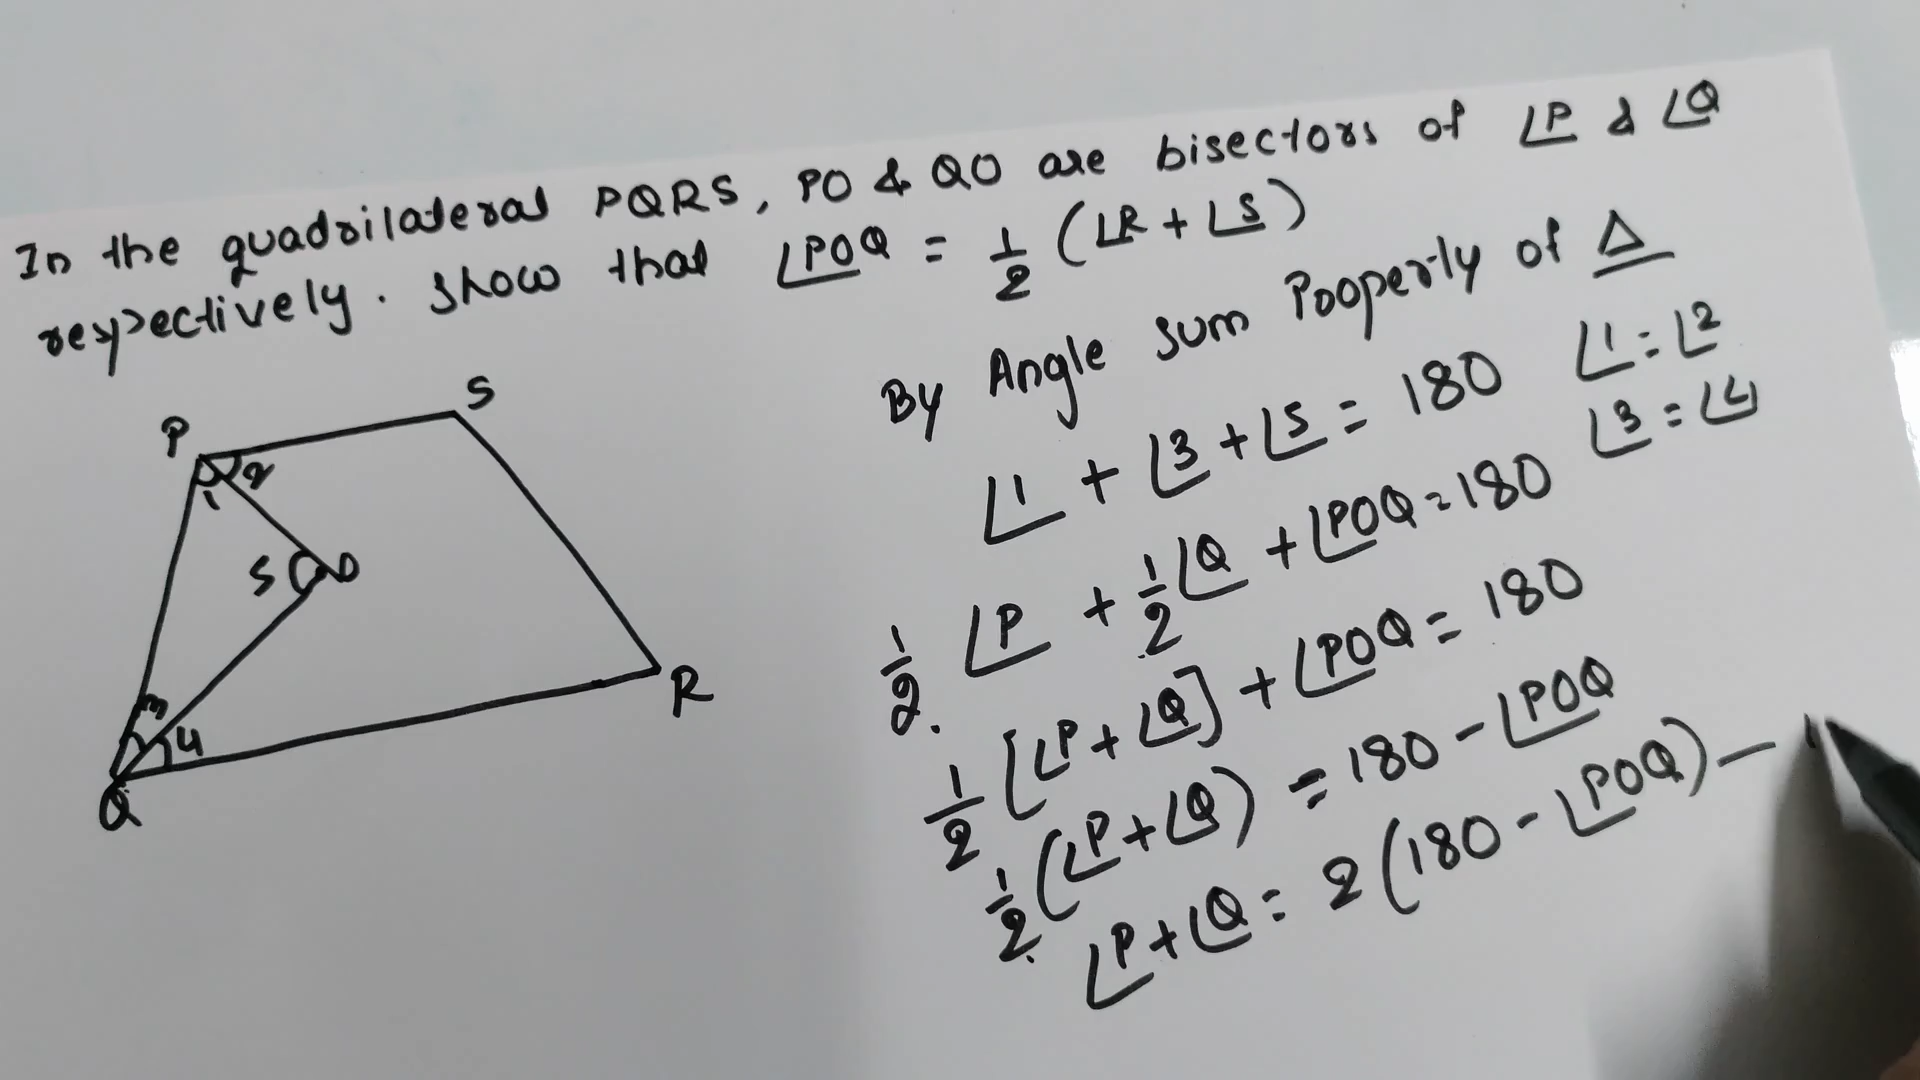 In the quadrilateral PQRS, PO & QO are bisectors of ∠P & ∠Q
respectively. Show that ∠POQ = 1/2 (∠R + ∠S)
By Angle sum Property of Δ
∠1 + ∠3 + ∠5 = 180 ∠1 = ∠2
∠3 = ∠4
1/2 ∠P + 1/2 ∠Q + ∠POQ = 180
1/2 [∠P + ∠Q] + ∠POQ = 180
1/2 (∠P + ∠Q) = 180 - ∠POQ
∠P + ∠Q = 2 (180 - ∠POQ) —
P
S
1
2
5
O
3
4
Q
R